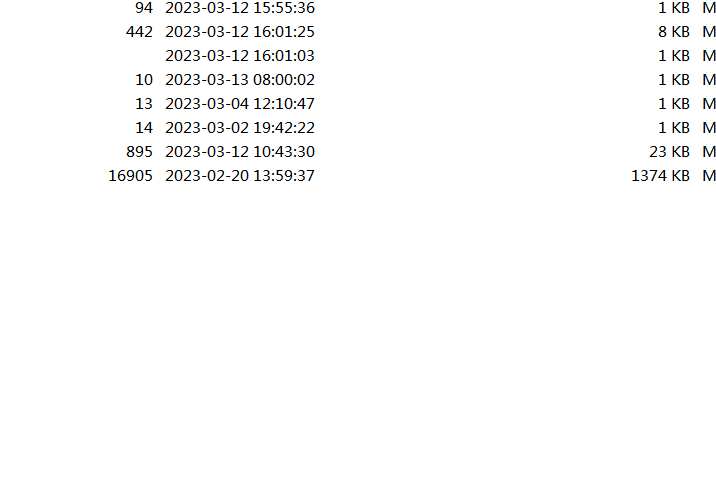 94 2023-03-12 15:55:36 1 KB M
442 2023-03-12 16:01:25 8 KB M
2023-03-12 16:01:03 1 KB M
10 2023-03-13 08:00:02 1 KB M
13 2023-03-04 12:10:47 1 KB M
14 2023-03-02 19:42:22 1 KB M
895 2023-03-12 10:43:30 23 KB M
16905 2023-02-20 13:59:37 1374 KB M